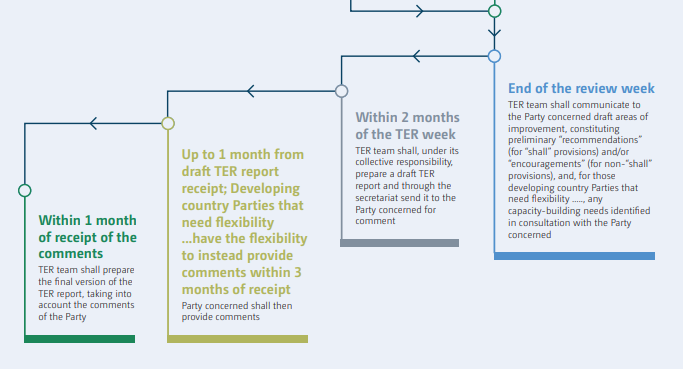 End of the review week
TER team shall communicate to
the Party concerned draft areas of
improvement, constituting
preliminary "recommendations"
(for "shall" provisions) and/or
"encouragements" (for non-"shall"
provisions), and, for those
developing country Parties that
need flexibility ....., any
capacity-building needs identified
in consultation with the Party
concerned
Within 2 months
of the TER week
TER team shall, under its
collective responsibility,
prepare a draft TER
report and through the
secretariat send it to the
Party concerned for
comment
Up to 1 month from
draft TER report
receipt; Developing
country Parties that
need flexibility
...have the flexibility
to instead provide
comments within 3
months of receipt
Party concerned shall then
provide comments
Within 1 month
of receipt of the
comments
TER team shall prepare
the final version of the
TER report, taking into
account the comments
of the Party